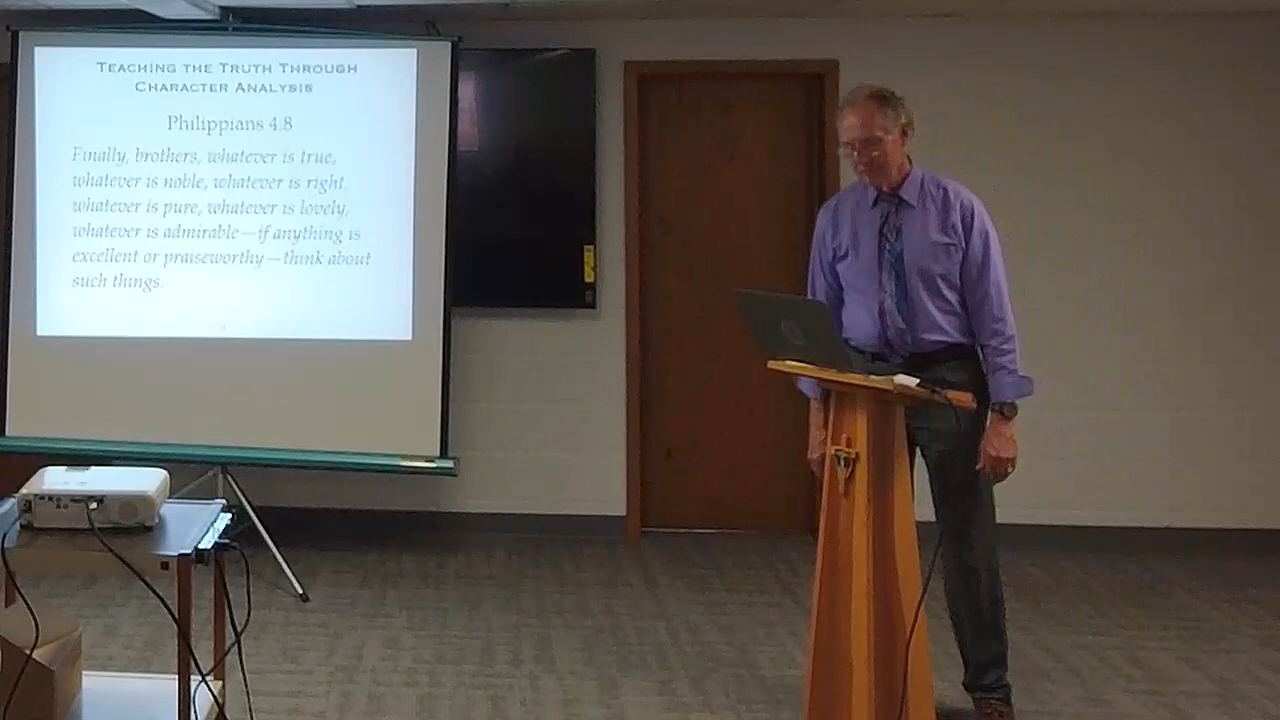 Teaching the Truth Through
Character Analysis
Philippians 4.8
Finally, brothers, whatever is true,
whatever is noble, whatever is right,
whatever is pure, whatever is lovely,
whatever is admirable—if anything is
excellent or praiseworthy—think about
such things.